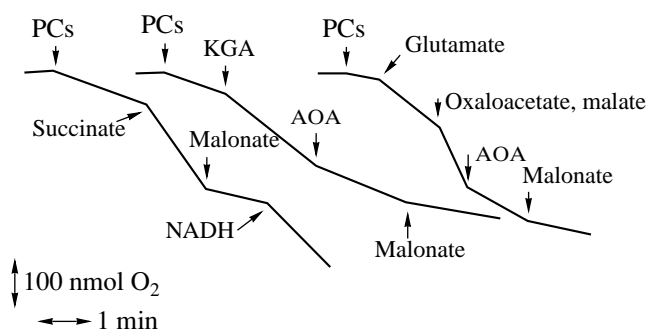 PCs
Succinate
Malonate
NADH
PCs
KGA
AOA
Malonate
PCs
Glutamate
Oxaloacetate, malate
AOA
Malonate
100 nmol O₂
1 min